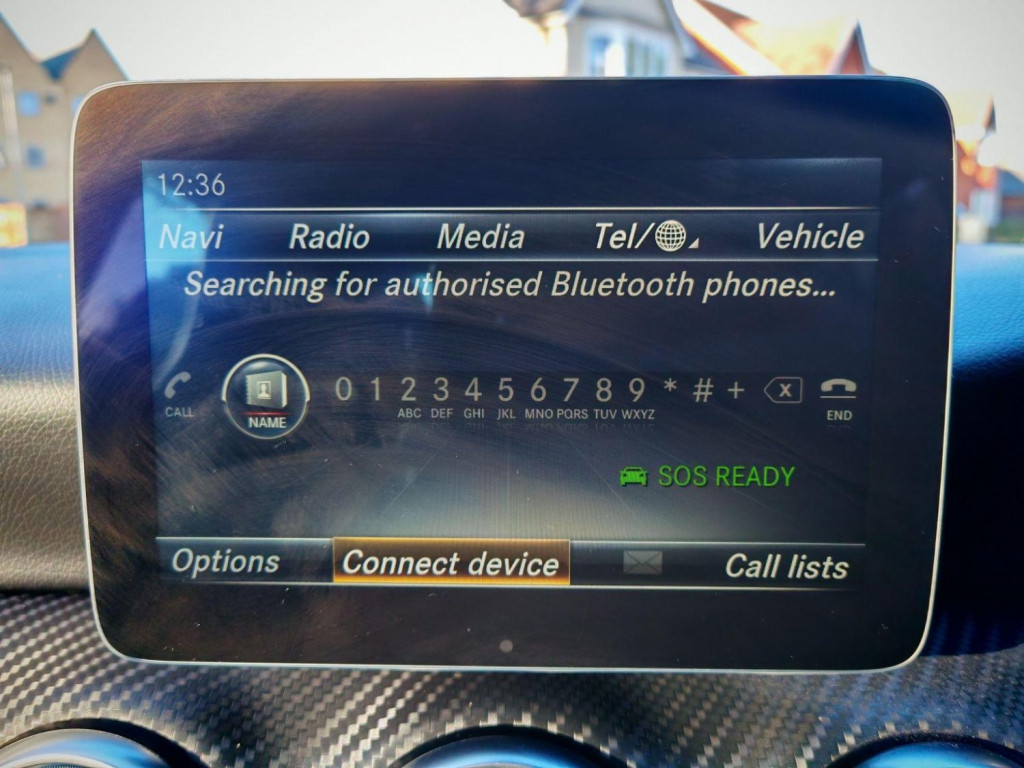 12:36
Navi Radio Media Tel/ Vehicle
Searching for authorised Bluetooth phones...
0 1 2 3 4 5 6 7 8 9 * # + x
CALL NAME ABC DEF GHI JKL MNO PQRS TUV WXYZ END
SOS READY
Options Connect device Call lists